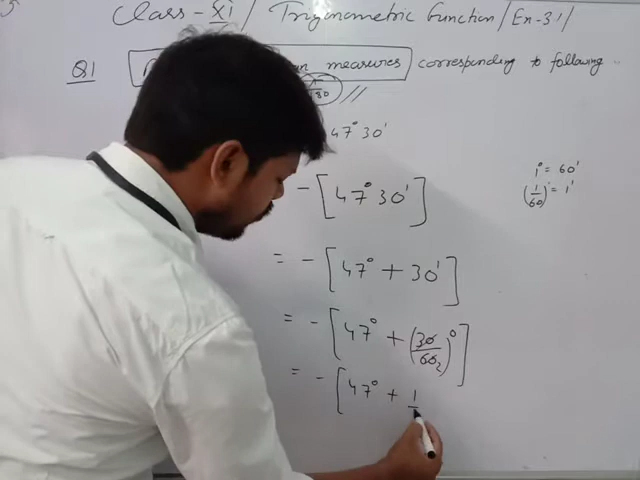 Class - XI / Trigonometric function / Ex - 3.1
Q1 measures corresponding to following
180 //
47° 30'
1° = 60'
- [47° 30']
(1/60)° = 1'
= - [47° + 30']
= - [47° + (30/60 2)°]
= - [47° + 1